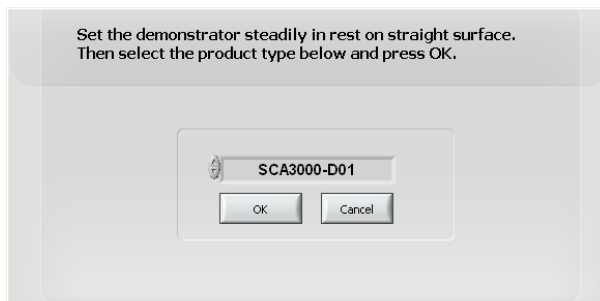 Set the demonstrator steadily in rest on straight surface.
Then select the product type below and press OK.
SCA3000-D01
OK Cancel